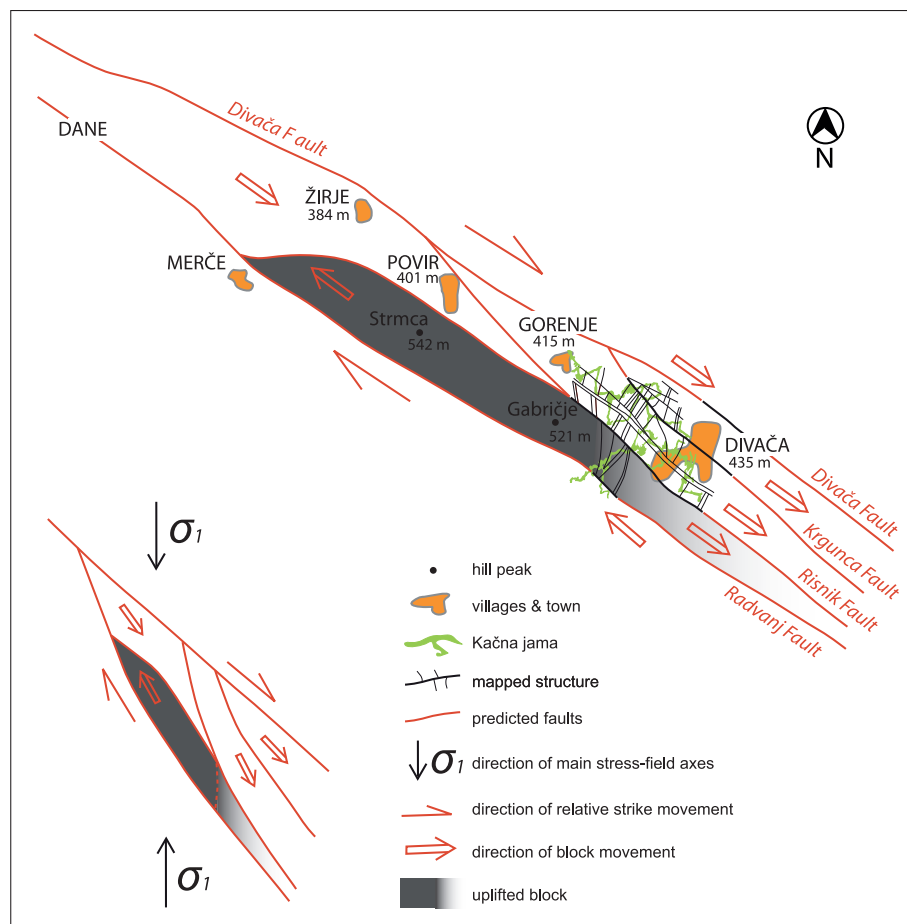 Divača Fault
DANE
N
ŽIRJE
384 m
MERČE
POVIR
401 m
Strmca
542 m
GORENJE
415 m
Gabričje
521 m
DIVAČA
435 m
Divača Fault
Krgunca Fault
Risnik Fault
Radvanj Fault
σ1
σ1
hill peak
villages & town
Kačna jama
mapped structure
predicted faults
σ1 direction of main stress-field axes
direction of relative strike movement
direction of block movement
uplifted block